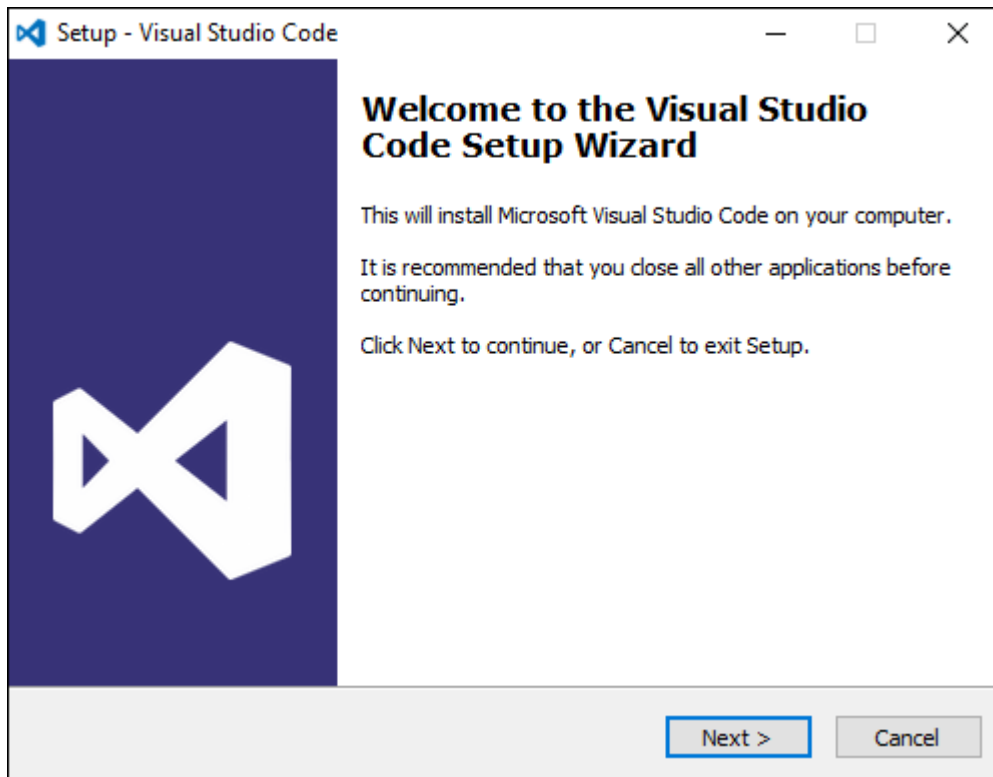 Setup - Visual Studio Code
Welcome to the Visual Studio
Code Setup Wizard
This will install Microsoft Visual Studio Code on your computer.
It is recommended that you close all other applications before
continuing.
Click Next to continue, or Cancel to exit Setup.
Next >
Cancel